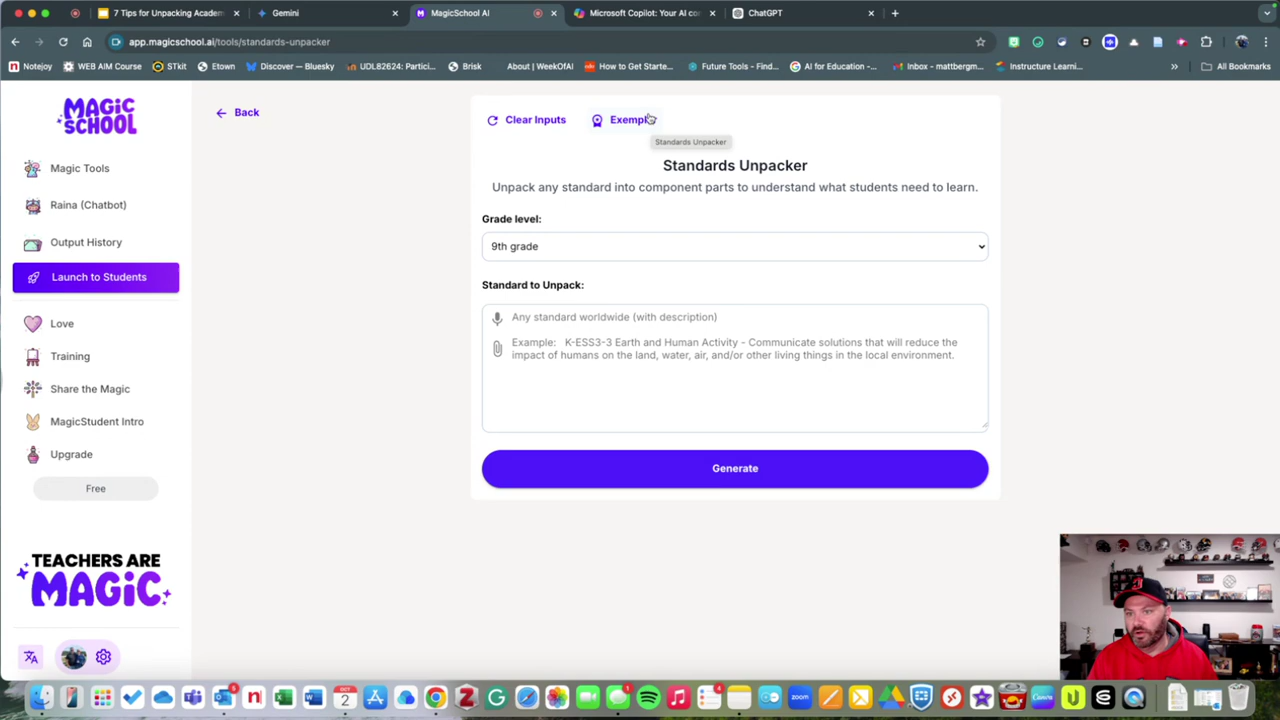 7 Tips for Unpacking Academ
Gemini
MagicSchool AI
Microsoft Copilot: Your AI co
ChatGPT
app.magicschool.ai/tools/standards-unpacker
Notejoy
WEB AIM Course
STkit
Etown
Discover — Bluesky
UDL82624: Partici...
Brisk
About | WeekOfAI
How to Get Starte...
Future Tools - Find...
AI for Education -...
Inbox - mattbergm...
Instructure Learni...
All Bookmarks
MAGIC
SCHOOL
Magic Tools
Raina (Chatbot)
Output History
Launch to Students
Love
Training
Share the Magic
MagicStudent Intro
Upgrade
Free
TEACHERS ARE
MAGIC
Back
Clear Inputs
Standards Unpacker
Standards Unpacker
Unpack any standard into component parts to understand what students need to learn.
Grade level:
9th grade
Standard to Unpack:
Any standard worldwide (with description)
Example: K-ESS3-3 Earth and Human Activity - Communicate solutions that will reduce the
impact of humans on the land, water, air, and/or other living things in the local environment.
Generate